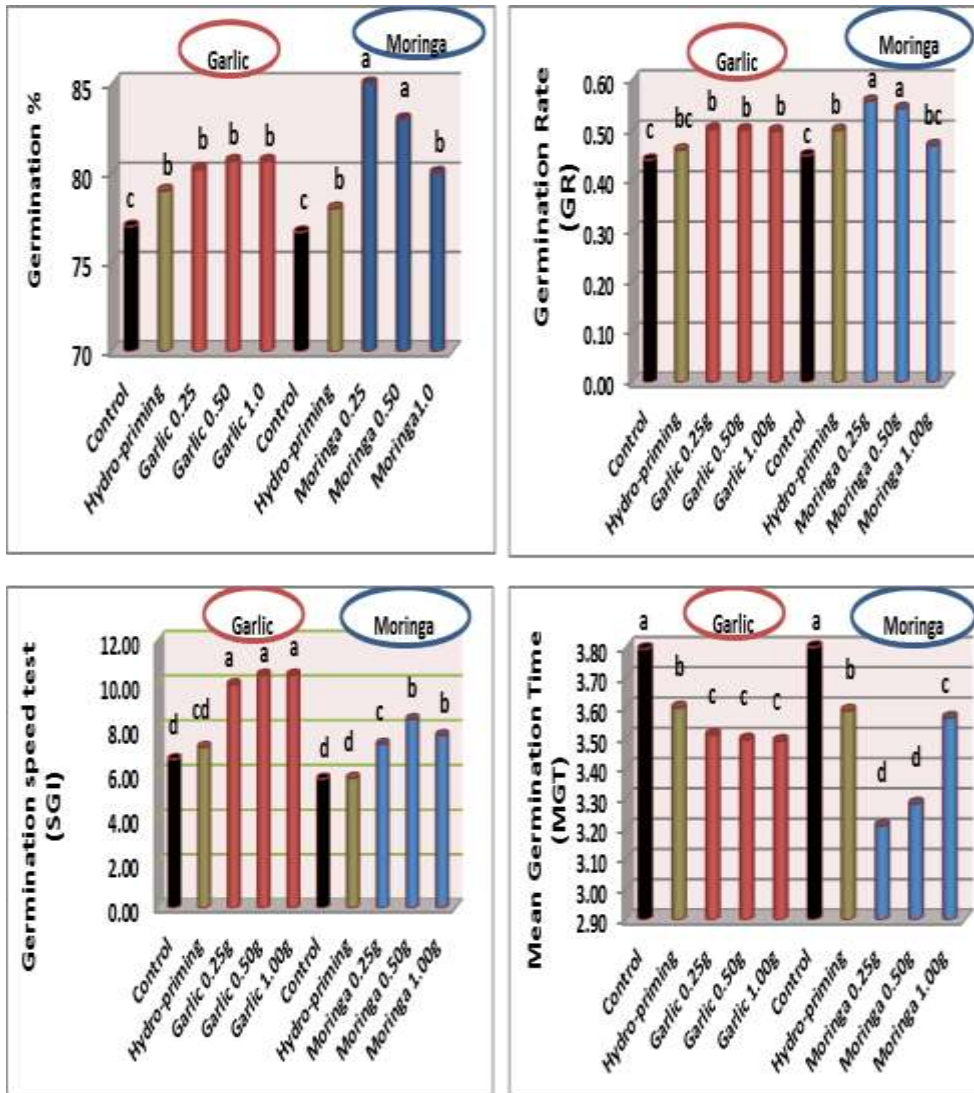 Garlic
Moringa
Germination %
85
80
75
70
c
b
b
b
b
c
b
a
a
b
Control
Hydro-priming
Garlic 0.25
Garlic 0.50
Garlic 1.0
Control
Hydro-priming
Moringa 0.25
Moringa 0.50
Moringa1.0
Garlic
Moringa
Germination Rate
(GR)
0.60
0.50
0.40
0.30
0.20
0.10
0.00
c
bc
b
b
b
c
b
a
a
bc
Control
Hydro-priming
Garlic 0.25g
Garlic 0.50g
Garlic 1.00g
Control
Hydro-priming
Moringa 0.25g
Moringa 0.50g
Moringa 1.00g
Garlic
Moringa
Germination speed test
(SGI)
12.00
10.00
8.00
6.00
4.00
2.00
0.00
d
cd
a
a
a
d
d
c
b
b
Control
Hydro-priming
Garlic 0.25g
Garlic 0.50g
Garlic 1.00g
Control
Hydro-priming
Moringa 0.25g
Moringa 0.50g
Moringa 1.00g
Garlic
Moringa
Mean Germination Time
(MGT)
3.80
3.70
3.60
3.50
3.40
3.30
3.20
3.10
3.00
2.90
a
b
c
c
c
a
b
d
d
c
Control
Hydro-priming
Garlic 0.25g
Garlic 0.50g
Garlic 1.00g
Control
Hydro-priming
Moringa 0.25g
Moringa 0.50g
Moringa 1.00g